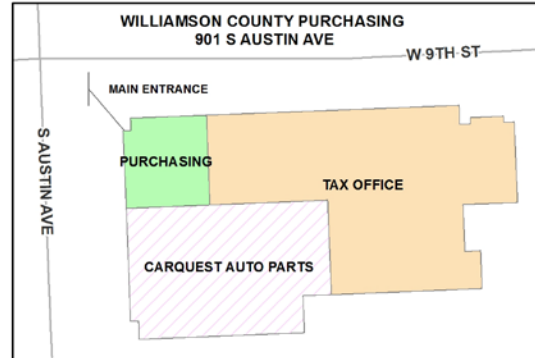 WILLIAMSON COUNTY PURCHASING
901 S AUSTIN AVE
W 9TH ST
MAIN ENTRANCE
S AUSTIN AVE
PURCHASING
TAX OFFICE
CARQUEST AUTO PARTS